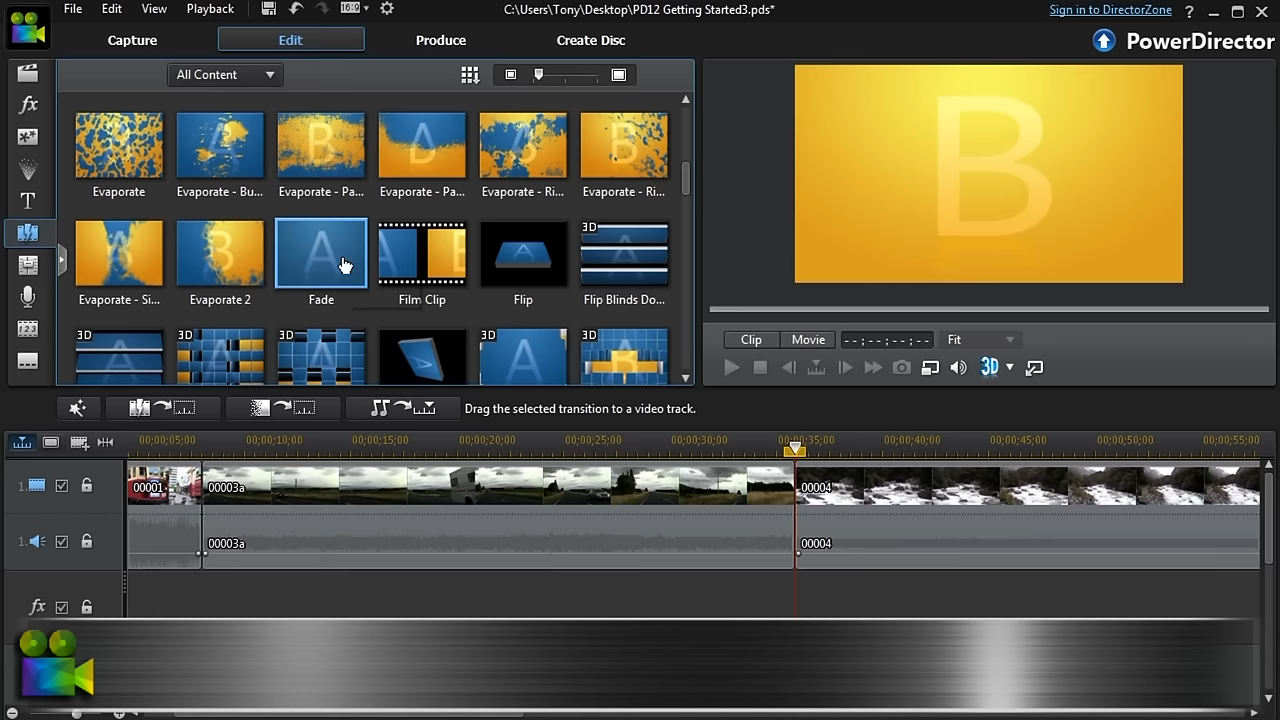 File Edit View Playback 16:9 C:\Users\Tony\Desktop\PD12 Getting Started3.pds* Sign in to DirectorZone ?
Capture Edit Produce Create Disc PowerDirector
All Content
fx
T
A B A B A B
Evaporate Evaporate - Bu... Evaporate - Pa... Evaporate - Pa... Evaporate - Ri... Evaporate - Ri...
A B A A B A 3D A
Evaporate - Si... Evaporate 2 Fade Film Clip Flip Flip Blinds Do...
3D A 3D 3D A A 3D A 3D B
B
Clip Movie --;--;--;-- Fit
3D
Drag the selected transition to a video track.
00;00;05;00 00;00;10;00 00;00;15;00 00;00;20;00 00;00;25;00 00;00;30;00 00;00;35;00 00;00;40;00 00;00;45;00 00;00;50;00 00;00;55;00
1. 00001 00003a 00004
1. 00003a 00004
fx